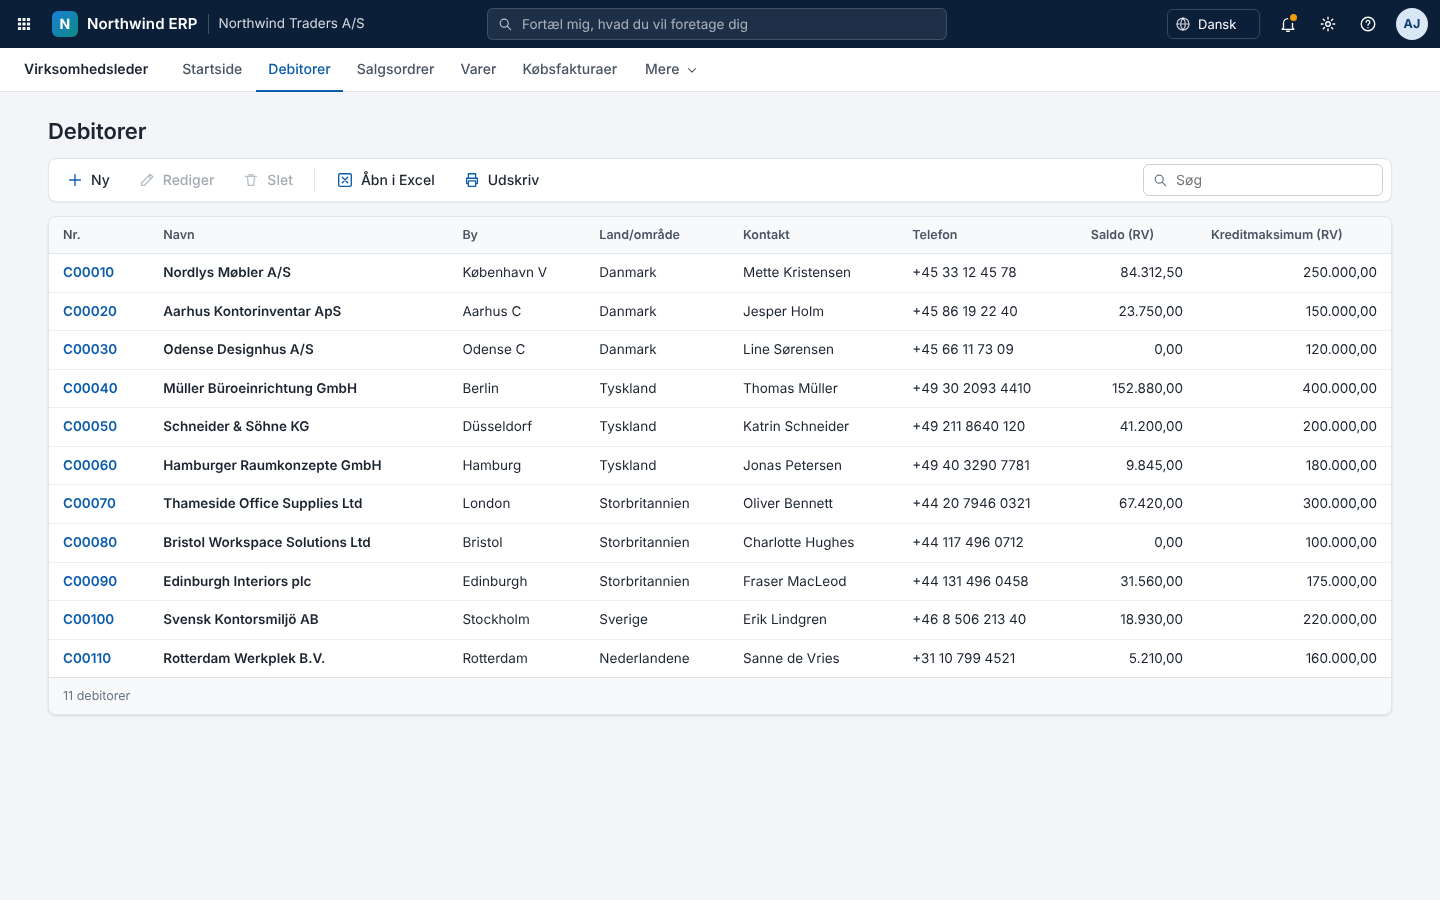 N Northwind ERP Northwind Traders A/S Fortæl mig, hvad du vil foretage dig Dansk AJ
Virksomhedsleder Startside Debitorer Salgsordrer Varer Købsfakturaer Mere
Debitorer
Ny Rediger Slet Åbn i Excel Udskriv Søg
Nr. Navn By Land/område Kontakt Telefon Saldo (RV) Kreditmaksimum (RV)
C00010 Nordlys Møbler A/S København V Danmark Mette Kristensen +45 33 12 45 78 84.312,50 250.000,00
C00020 Aarhus Kontorinventar ApS Aarhus C Danmark Jesper Holm +45 86 19 22 40 23.750,00 150.000,00
C00030 Odense Designhus A/S Odense C Danmark Line Sørensen +45 66 11 73 09 0,00 120.000,00
C00040 Müller Büroeinrichtung GmbH Berlin Tyskland Thomas Müller +49 30 2093 4410 152.880,00 400.000,00
C00050 Schneider & Söhne KG Düsseldorf Tyskland Katrin Schneider +49 211 8640 120 41.200,00 200.000,00
C00060 Hamburger Raumkonzepte GmbH Hamburg Tyskland Jonas Petersen +49 40 3290 7781 9.845,00 180.000,00
C00070 Thameside Office Supplies Ltd London Storbritannien Oliver Bennett +44 20 7946 0321 67.420,00 300.000,00
C00080 Bristol Workspace Solutions Ltd Bristol Storbritannien Charlotte Hughes +44 117 496 0712 0,00 100.000,00
C00090 Edinburgh Interiors plc Edinburgh Storbritannien Fraser MacLeod +44 131 496 0458 31.560,00 175.000,00
C00100 Svensk Kontorsmiljö AB Stockholm Sverige Erik Lindgren +46 8 506 213 40 18.930,00 220.000,00
C00110 Rotterdam Werkplek B.V. Rotterdam Nederlandene Sanne de Vries +31 10 799 4521 5.210,00 160.000,00
11 debitorer